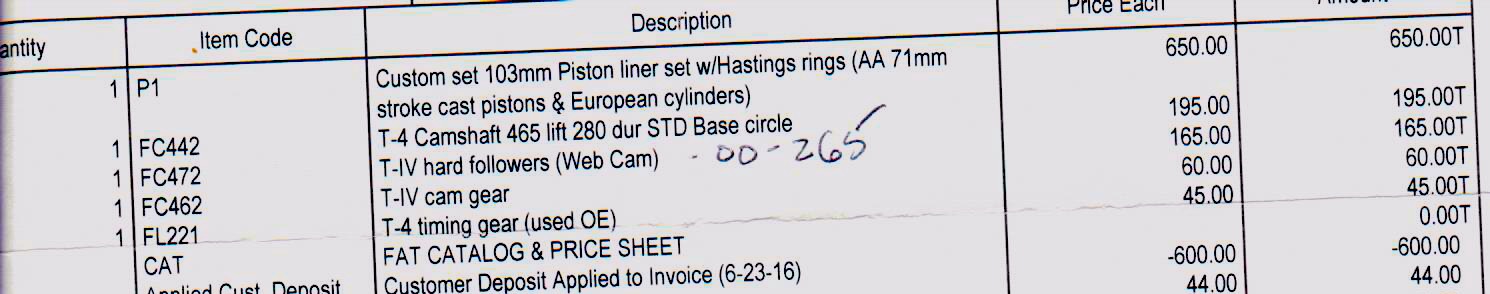 antity Item Code Description Price Each Amount
1 P1 Custom set 103mm Piston liner set w/Hastings rings (AA 71mm 650.00 650.00T
stroke cast pistons & European cylinders)
1 FC442 T-4 Camshaft 465 lift 280 dur STD Base circle 195.00 195.00T
1 FC472 T-IV hard followers (Web Cam) - 00-265 165.00 165.00T
1 FC462 T-IV cam gear 60.00 60.00T
1 FL221 T-4 timing gear (used OE) 45.00 45.00T
CAT FAT CATALOG & PRICE SHEET 0.00T
Applied Cust. Deposit Customer Deposit Applied to Invoice (6-23-16) -600.00 -600.00
44.00 44.00